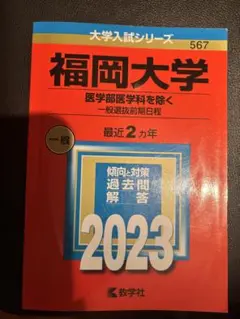 大学入試シリーズ
567
福岡大学
医学部医学科を除く
一般選抜前期日程
一般
最近2カ年
傾向と対策
過去問
解答
2023
教学社